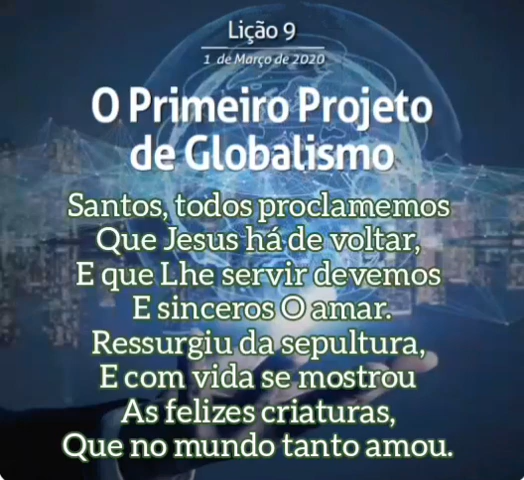 Lição 9
1 de Março de 2020
O Primeiro Projeto
de Globalismo
Santos, todos proclamemos
Que Jesus há de voltar,
E que Lhe servir devemos
E sinceros O amar.
Ressurgiu da sepultura,
E com vida se mostrou
As felizes criaturas,
Que no mundo tanto amou.